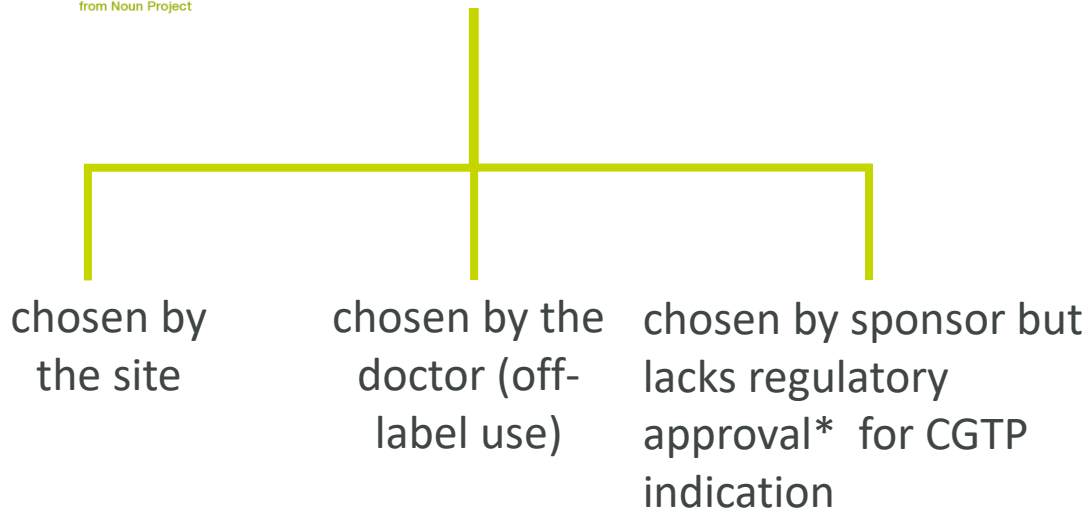 from Noun Project
chosen by
the site
chosen by the
doctor (off-
label use)
chosen by sponsor but
lacks regulatory
approval*  for CGTP
indication